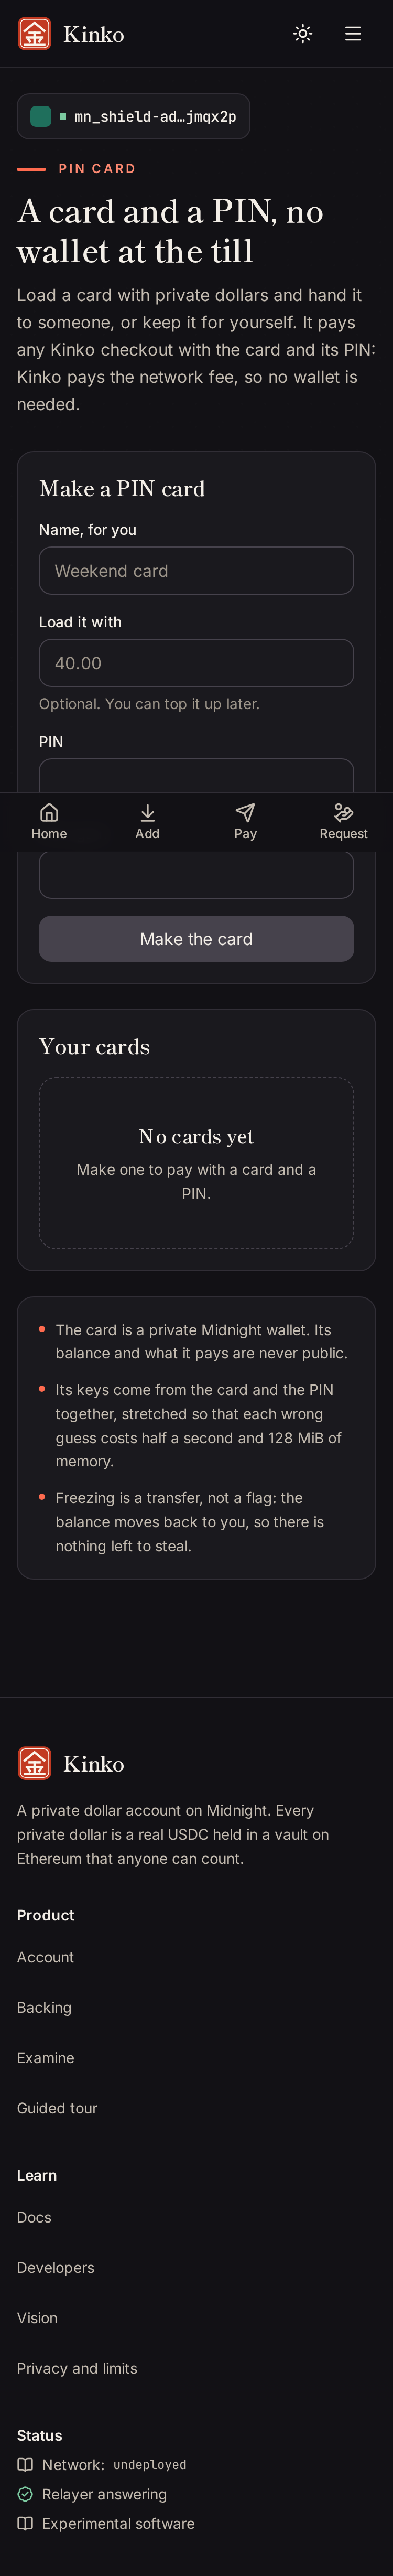 金 Kinko
mn_shield-ad…jmqx2p
PIN CARD
A card and a PIN, no
wallet at the till
Load a card with private dollars and hand it
to someone, or keep it for yourself. It pays
any Kinko checkout with the card and its PIN:
Kinko pays the network fee, so no wallet is
needed.
Make a PIN card
Name, for you
Weekend card
Load it with
40.00
Optional. You can top it up later.
PIN
Home Add Pay Request
Make the card
Your cards
No cards yet
Make one to pay with a card and a
PIN.
The card is a private Midnight wallet. Its
balance and what it pays are never public.
Its keys come from the card and the PIN
together, stretched so that each wrong
guess costs half a second and 128 MiB of
memory.
Freezing is a transfer, not a flag: the
balance moves back to you, so there is
nothing left to steal.
金 Kinko
A private dollar account on Midnight. Every
private dollar is a real USDC held in a vault on
Ethereum that anyone can count.
Product
Account
Backing
Examine
Guided tour
Learn
Docs
Developers
Vision
Privacy and limits
Status
Network: undeployed
Relayer answering
Experimental software